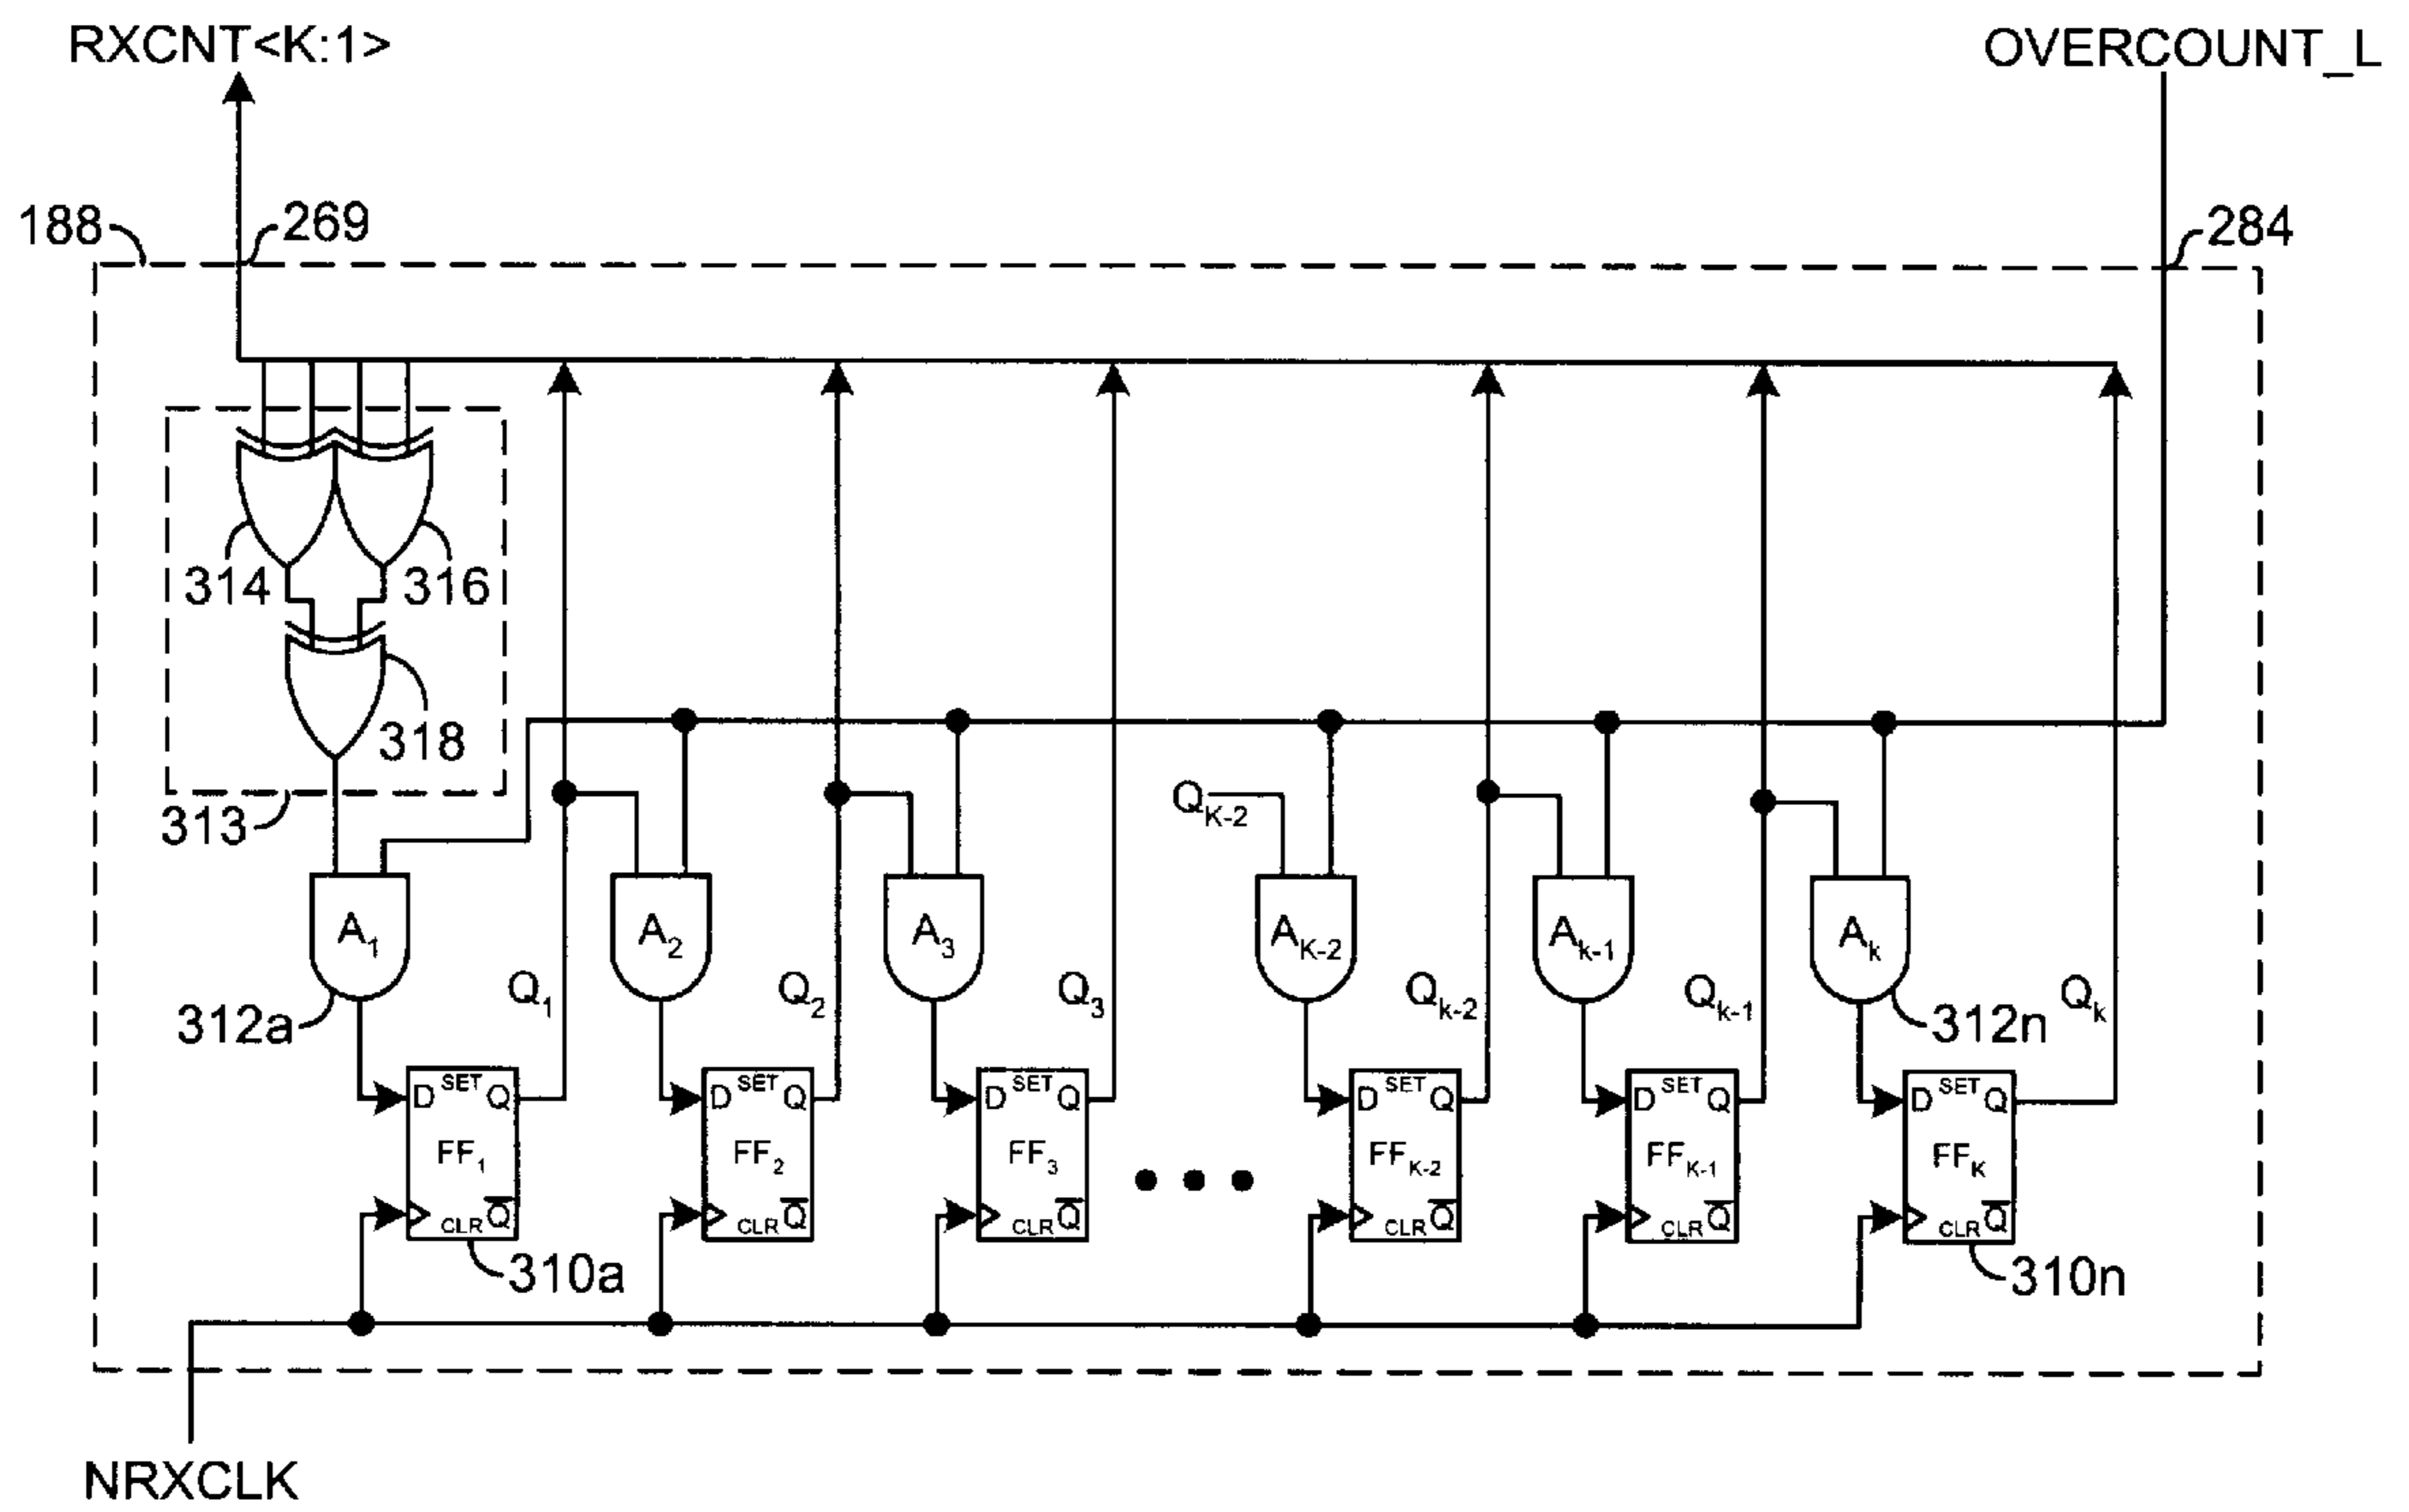 RXCNT<K:1>
OVERCOUNT_L
188
269
284
314
316
318
313
Q_{K-2}
A_1
A_2
A_3
A_{K-2}
A_{k-1}
A_k
312a
Q_1
Q_2
Q_3
Q_{k-2}
Q_{k-1}
312n
Q_k
D SET Q
D SET Q
D SET Q
D SET Q
D SET Q
D SET Q
FF_1
FF_2
FF_3
FF_{K-2}
FF_{K-1}
FF_K
CLR Q̅
CLR Q̅
CLR Q̅
CLR Q̅
CLR Q̅
CLR Q̅
310a
310n
NRXCLK